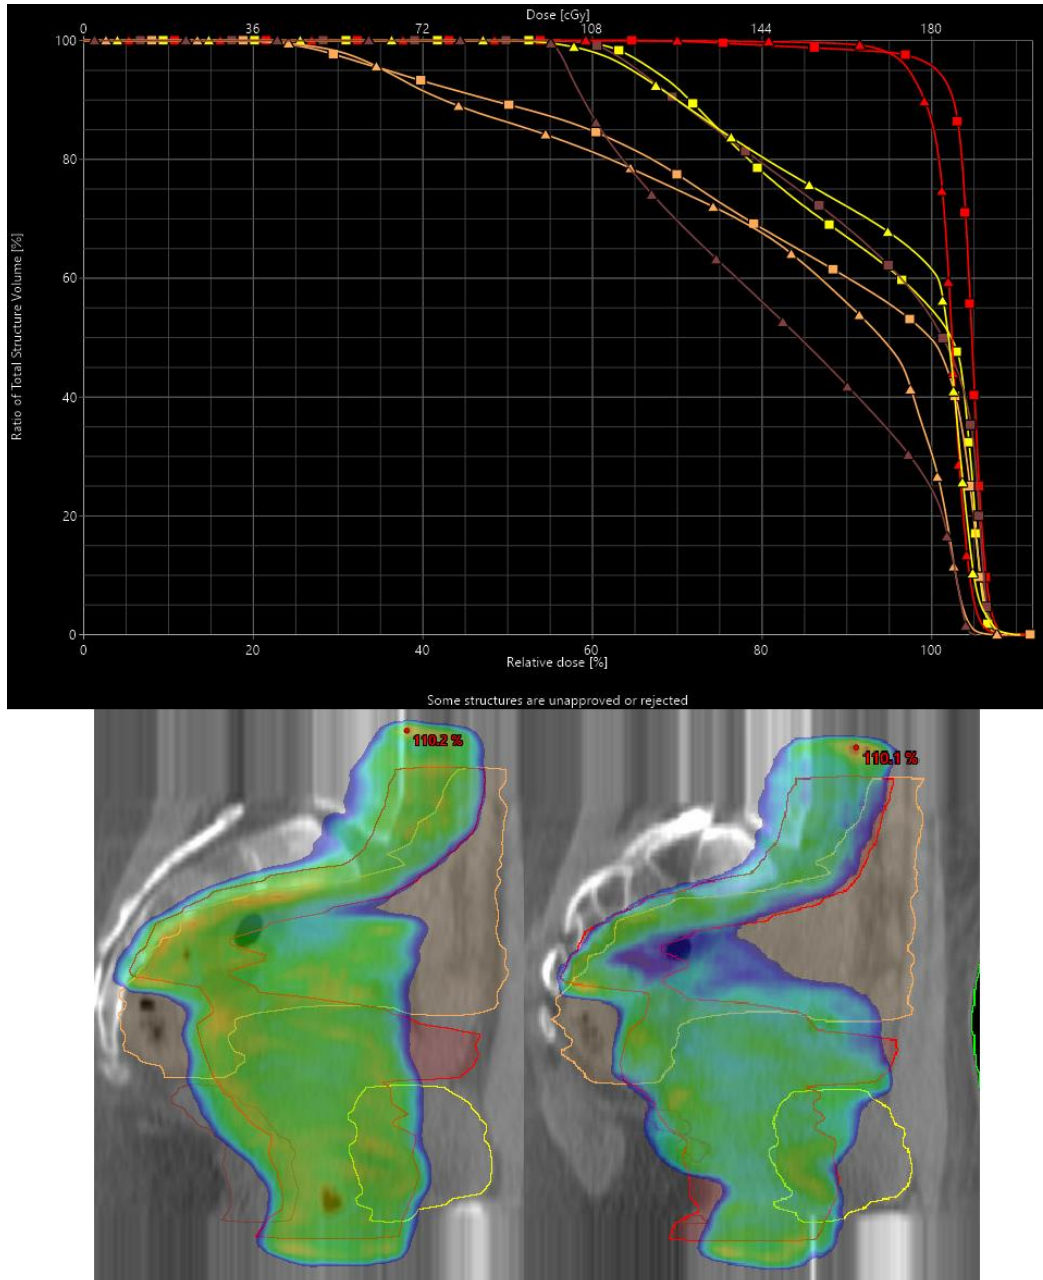 Dose [cGy]
0 36 72 108 144 180
100
80
60
40
20
0
Ratio of Total Structure Volume [%]
0 20 40 60 80 100
Relative dose [%]
Some structures are unapproved or rejected
110.2 %
110.1 %